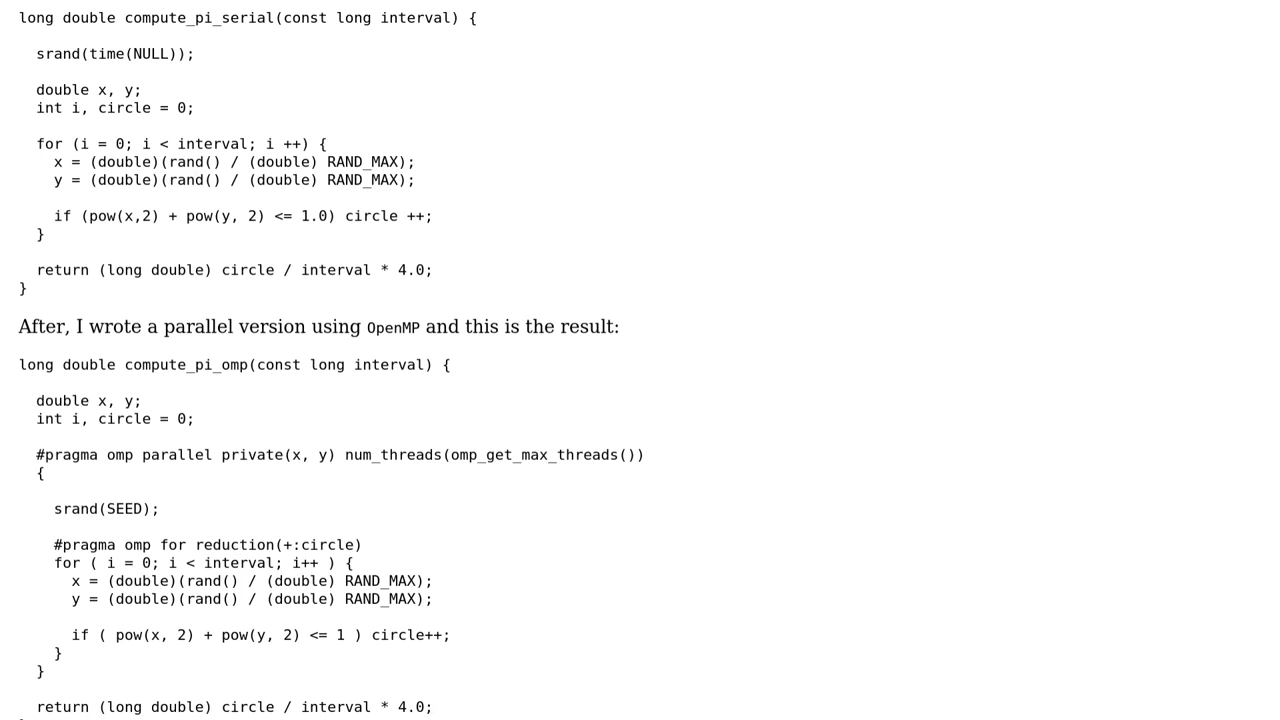 long double compute_pi_serial(const long interval) {
srand(time(NULL));
double x, y;
int i, circle = 0;
for (i = 0; i < interval; i ++) {
x = (double)(rand() / (double) RAND_MAX);
y = (double)(rand() / (double) RAND_MAX);
if (pow(x,2) + pow(y, 2) <= 1.0) circle ++;
}
return (long double) circle / interval * 4.0;
}
After, I wrote a parallel version using OpenMP and this is the result:
long double compute_pi_omp(const long interval) {
double x, y;
int i, circle = 0;
#pragma omp parallel private(x, y) num_threads(omp_get_max_threads())
{
srand(SEED);
#pragma omp for reduction(+:circle)
for ( i = 0; i < interval; i++ ) {
x = (double)(rand() / (double) RAND_MAX);
y = (double)(rand() / (double) RAND_MAX);
if ( pow(x, 2) + pow(y, 2) <= 1 ) circle++;
}
}
return (long double) circle / interval * 4.0;